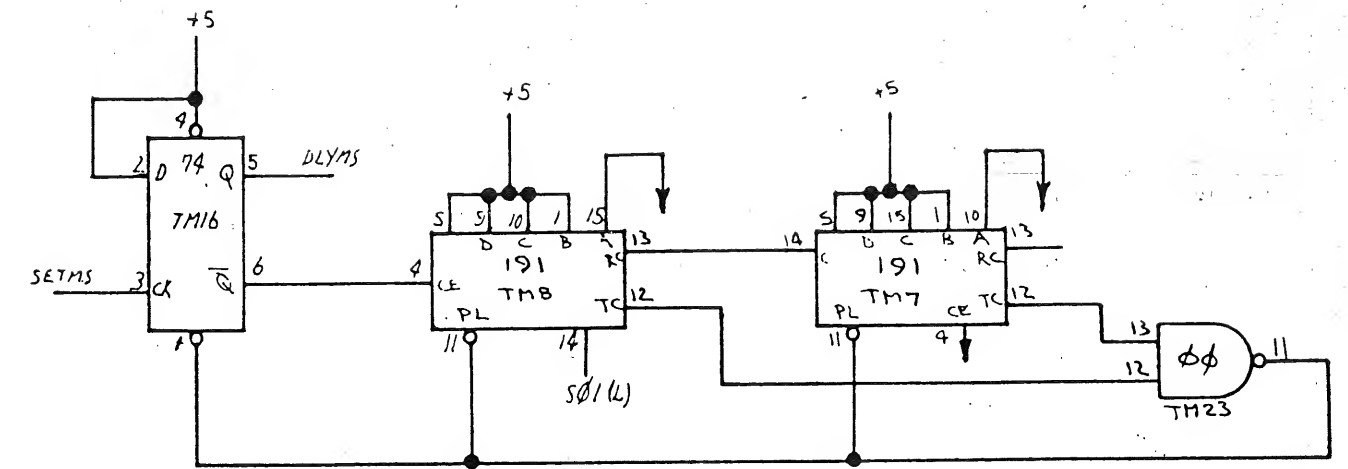 +5
4
2 D 74 Q 5 DLYMS
TM16
SETMS 3 CK Q̅ 6
1
+5
5 9 10 1 15
D C B A
191 RC 13
4 CE TM8 TC 12
PL
11 14
SØ1(L)
+5
5 9 15 1 10
D C B A
14 C 191 RC 13
TM7 TC 12
PL CE
11 4
13
12 ØØ 11
TM23